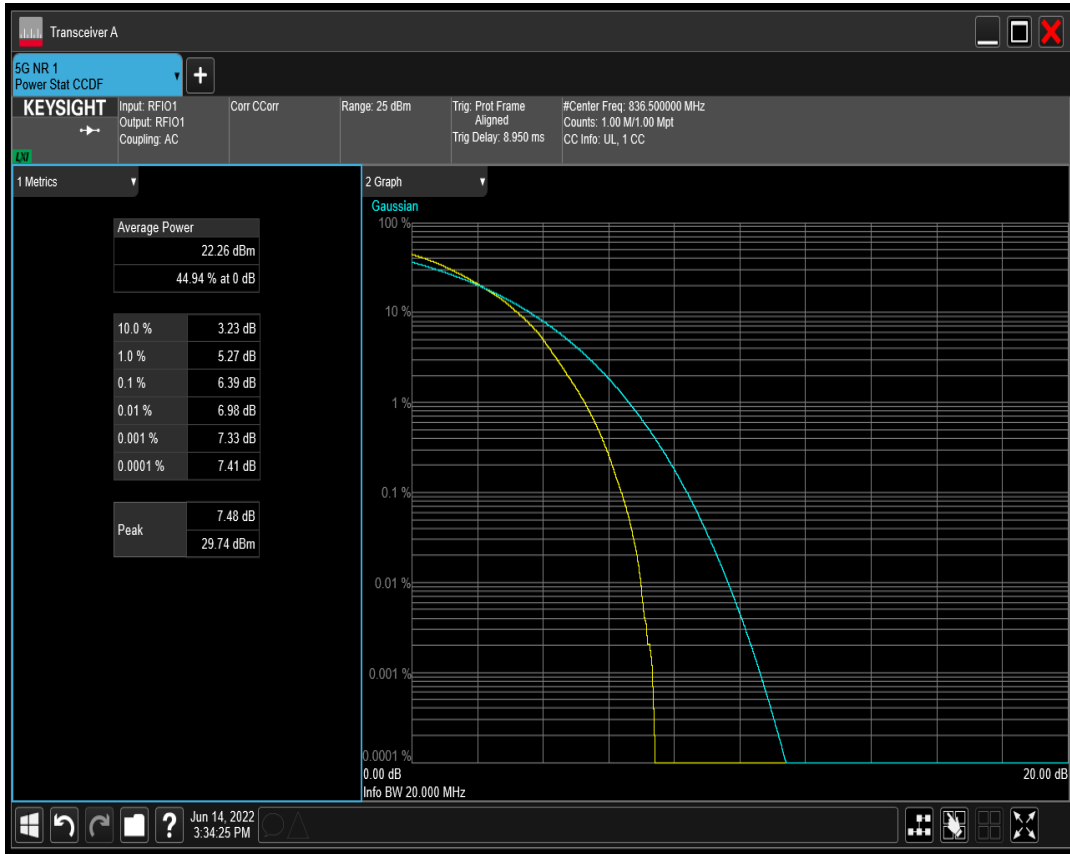 Transceiver A
5G NR 1
Power Stat CCDF
+
KEYSIGHT
LXI
Input: RFIO1
Output: RFIO1
Coupling: AC
Corr CCorr
Range: 25 dBm
Trig: Prot Frame
Aligned
Trig Delay: 8.950 ms
#Center Freq: 836.500000 MHz
Counts: 1.00 M/1.00 Mpt
CC Info: UL, 1 CC
1 Metrics
Average Power
22.26 dBm
44.94 % at 0 dB
10.0 % 3.23 dB
1.0 % 5.27 dB
0.1 % 6.39 dB
0.01 % 6.98 dB
0.001 % 7.33 dB
0.0001 % 7.41 dB
Peak
7.48 dB
29.74 dBm
2 Graph
Gaussian
100 %
10 %
1 %
0.1 %
0.01 %
0.001 %
0.0001 %
0.00 dB 20.00 dB
Info BW 20.000 MHz
?
Jun 14, 2022
3:34:25 PM